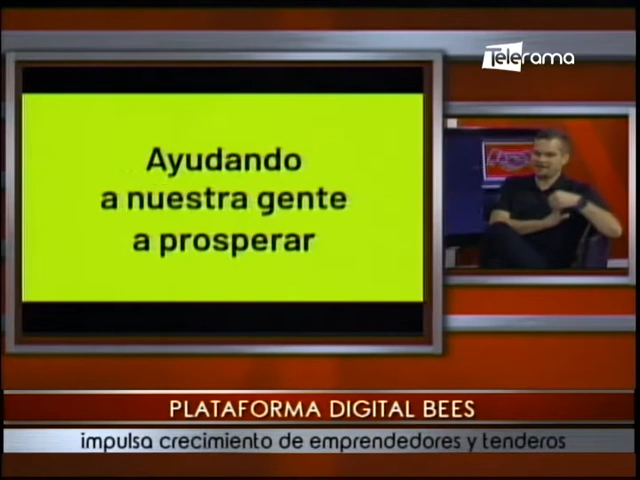 Telerama
Ayudando
a nuestra gente
a prosperar
PLATAFORMA DIGITAL BEES
impulsa crecimiento de emprendedores y tenderos